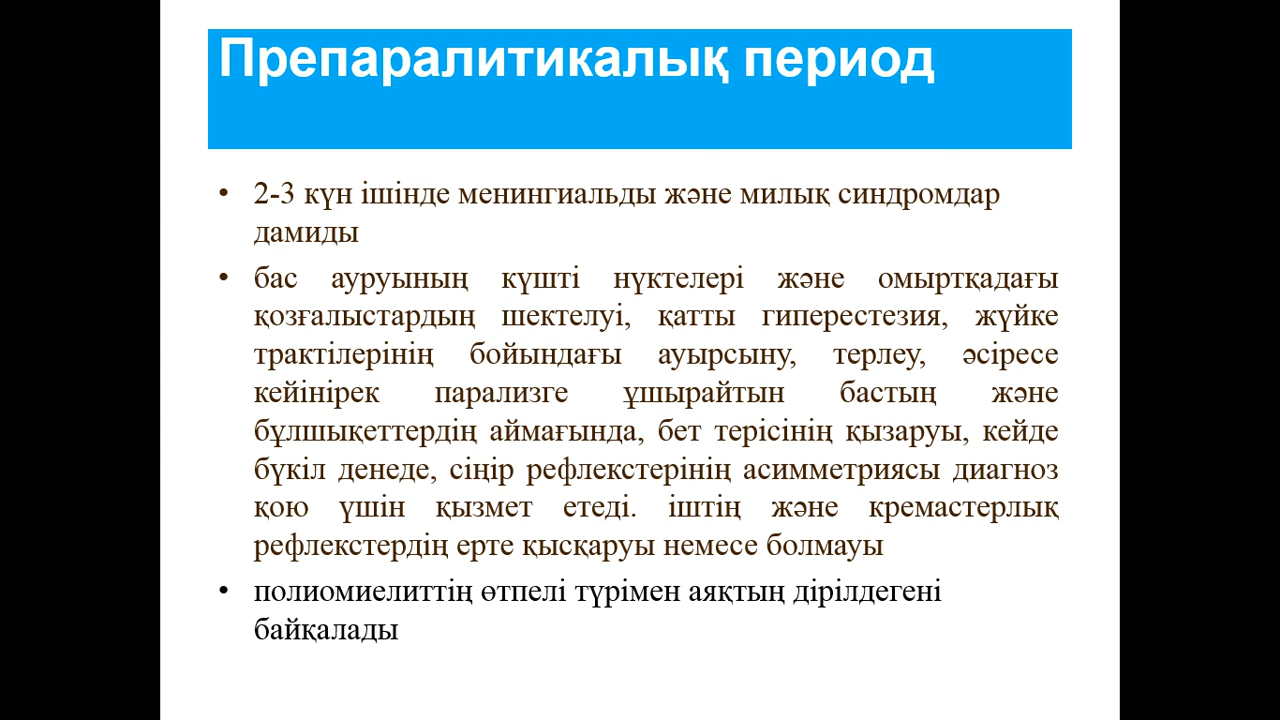 Препаралитикалық период
• 2-3 күн ішінде менингиальды және милық синдромдар
дамиды
• бас ауруының күшті нүктелері және омыртқадағы
қозғалыстардың шектелуі, қатты гиперестезия, жүйке
трактілерінің бойындағы ауырсыну, терлеу, әсіресе
кейінірек парализге ұшырайтын бастың және
бұлшықеттердің аймағында, бет терісінің қызаруы, кейде
бүкіл денеде, сіңір рефлекстерінің асимметриясы диагноз
қою үшін қызмет етеді. іштің және кремастерлық
рефлекстердің ерте қысқаруы немесе болмауы
• полиомиелиттің өтпелі түрімен аяқтың дірілдегені
байқалады